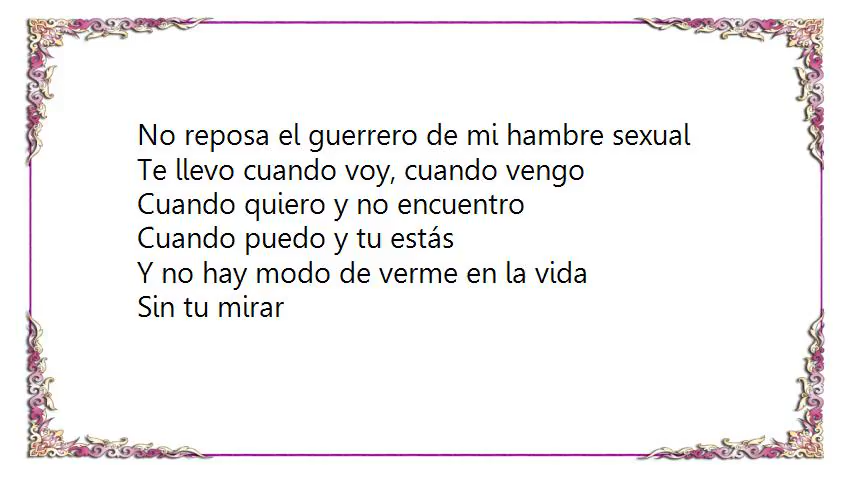 No reposa el guerrero de mi hambre sexual
Te llevo cuando voy, cuando vengo
Cuando quiero y no encuentro
Cuando puedo y tu estás
Y no hay modo de verme en la vida
Sin tu mirar